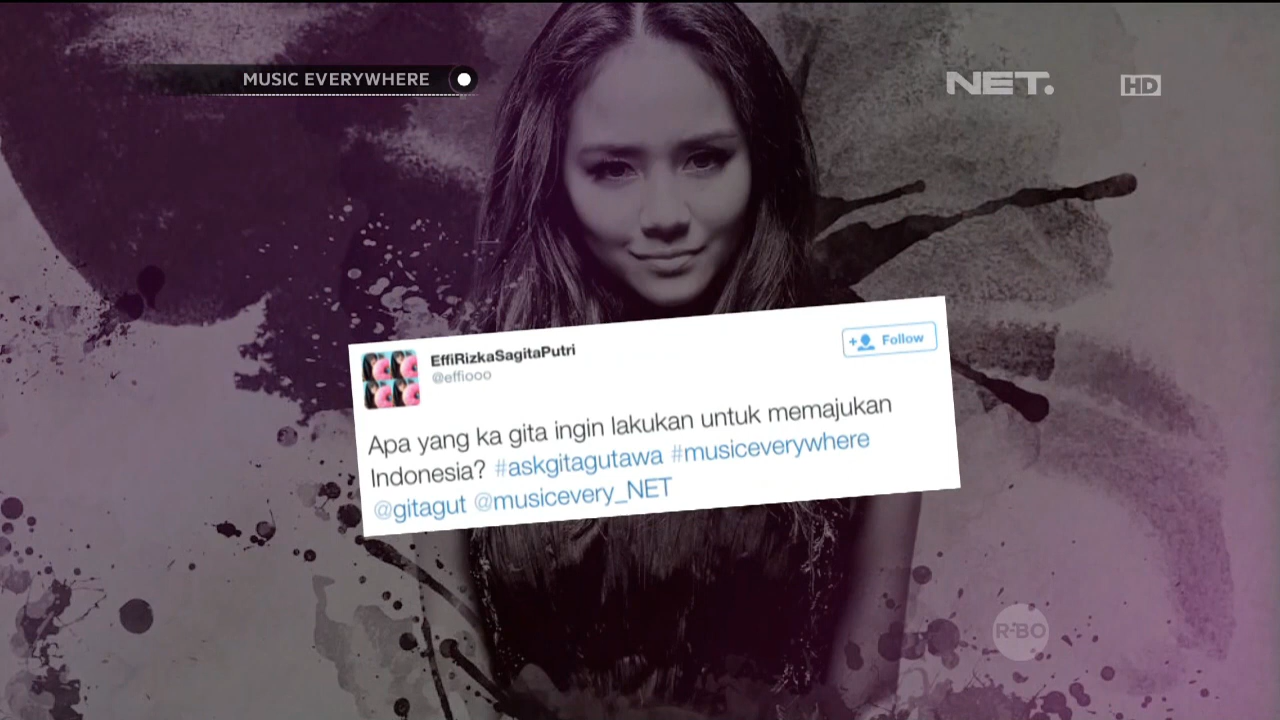 MUSIC EVERYWHERE
NET.
HD
EffiRizkaSagitaPutri
@effiooo
Follow
Apa yang ka gita ingin lakukan untuk memajukan
Indonesia? #askgitagutawa #musiceverywhere
@gitagut @musicevery_NET
R-BO